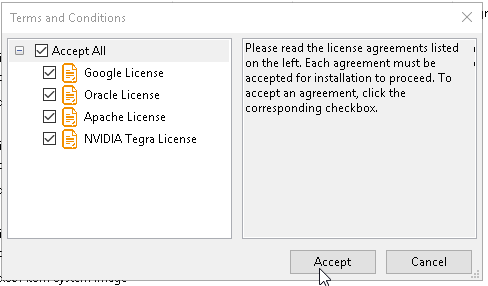 Terms and Conditions
Accept All
Google License
Oracle License
Apache License
NVIDIA Tegra License
Please read the license agreements listed
on the left. Each agreement must be
accepted for installation to proceed. To
accept an agreement, click the
corresponding checkbox.
Accept
Cancel
system image